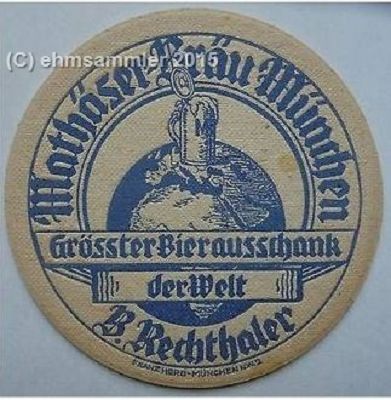 (C) ehmsammler 2015
Mathäser-Bräu München
Grösster Bierausschank
der Welt
B. Rechthaler